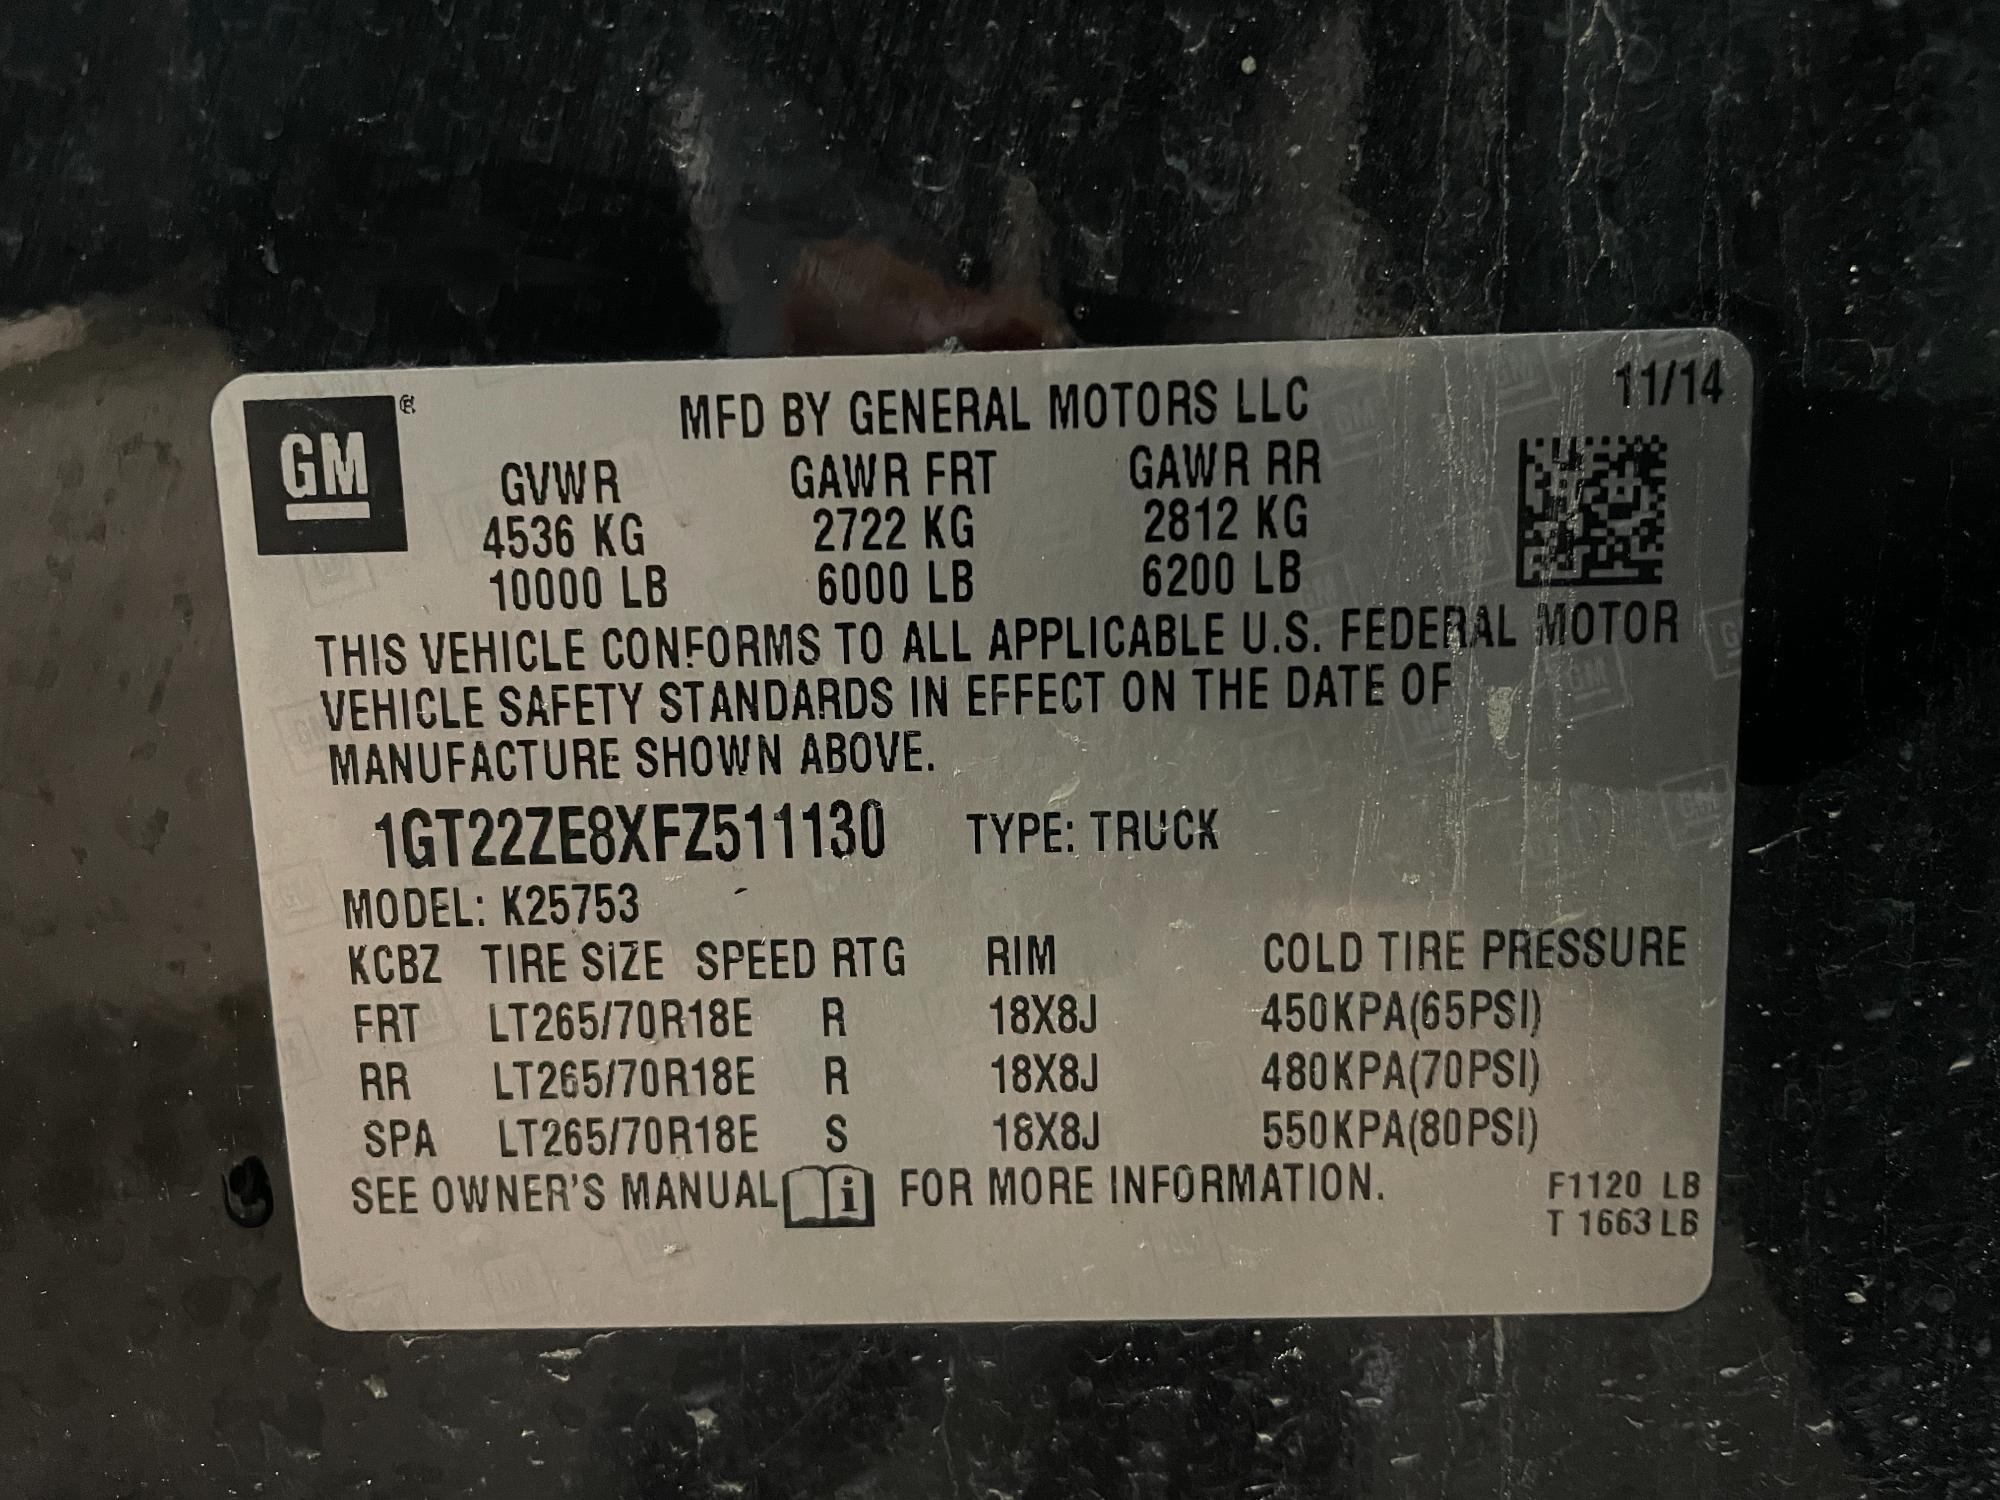 GM ®
MFD BY GENERAL MOTORS LLC 11/14
GVWR GAWR FRT GAWR RR
4536 KG 2722 KG 2812 KG
10000 LB 6000 LB 6200 LB
THIS VEHICLE CONFORMS TO ALL APPLICABLE U.S. FEDERAL MOTOR
VEHICLE SAFETY STANDARDS IN EFFECT ON THE DATE OF
MANUFACTURE SHOWN ABOVE.
1GT22ZE8XFZ511130 TYPE: TRUCK
MODEL: K25753
KCBZ TIRE SIZE SPEED RTG RIM COLD TIRE PRESSURE
FRT LT265/70R18E R 18X8J 450KPA(65PSI)
RR LT265/70R18E R 18X8J 480KPA(70PSI)
SPA LT265/70R18E S 18X8J 550KPA(80PSI)
SEE OWNER'S MANUAL i FOR MORE INFORMATION.
F1120 LB
T 1663 LB